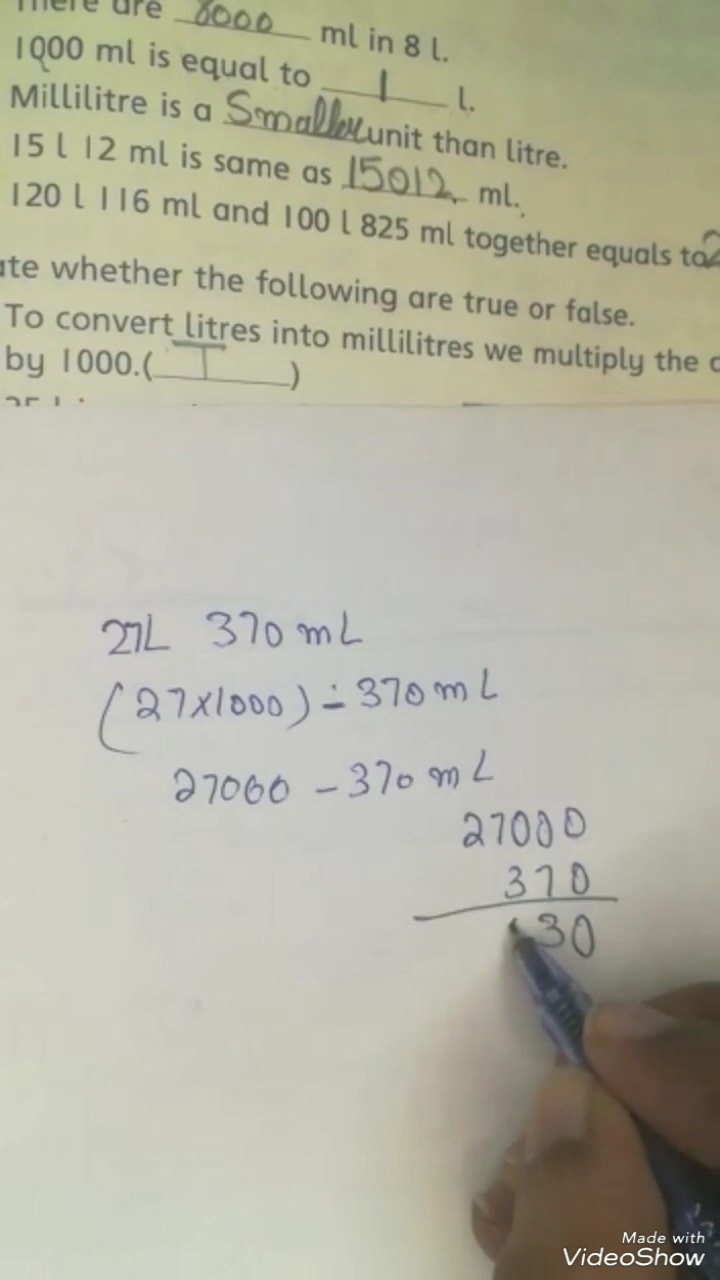 There are 8000 ml in 8 l.
1000 ml is equal to 1 l.
Millilitre is a Smaller unit than litre.
15 l 12 ml is same as 15012 ml.
120 l 116 ml and 100 l 825 ml together equals to 2
ate whether the following are true or false.
To convert litres into millilitres we multiply the
by 1000.( T )
27L 370 mL
(27x1000) - 370 mL
27000 - 370 mL
27000
370
30
Made with
VideoShow